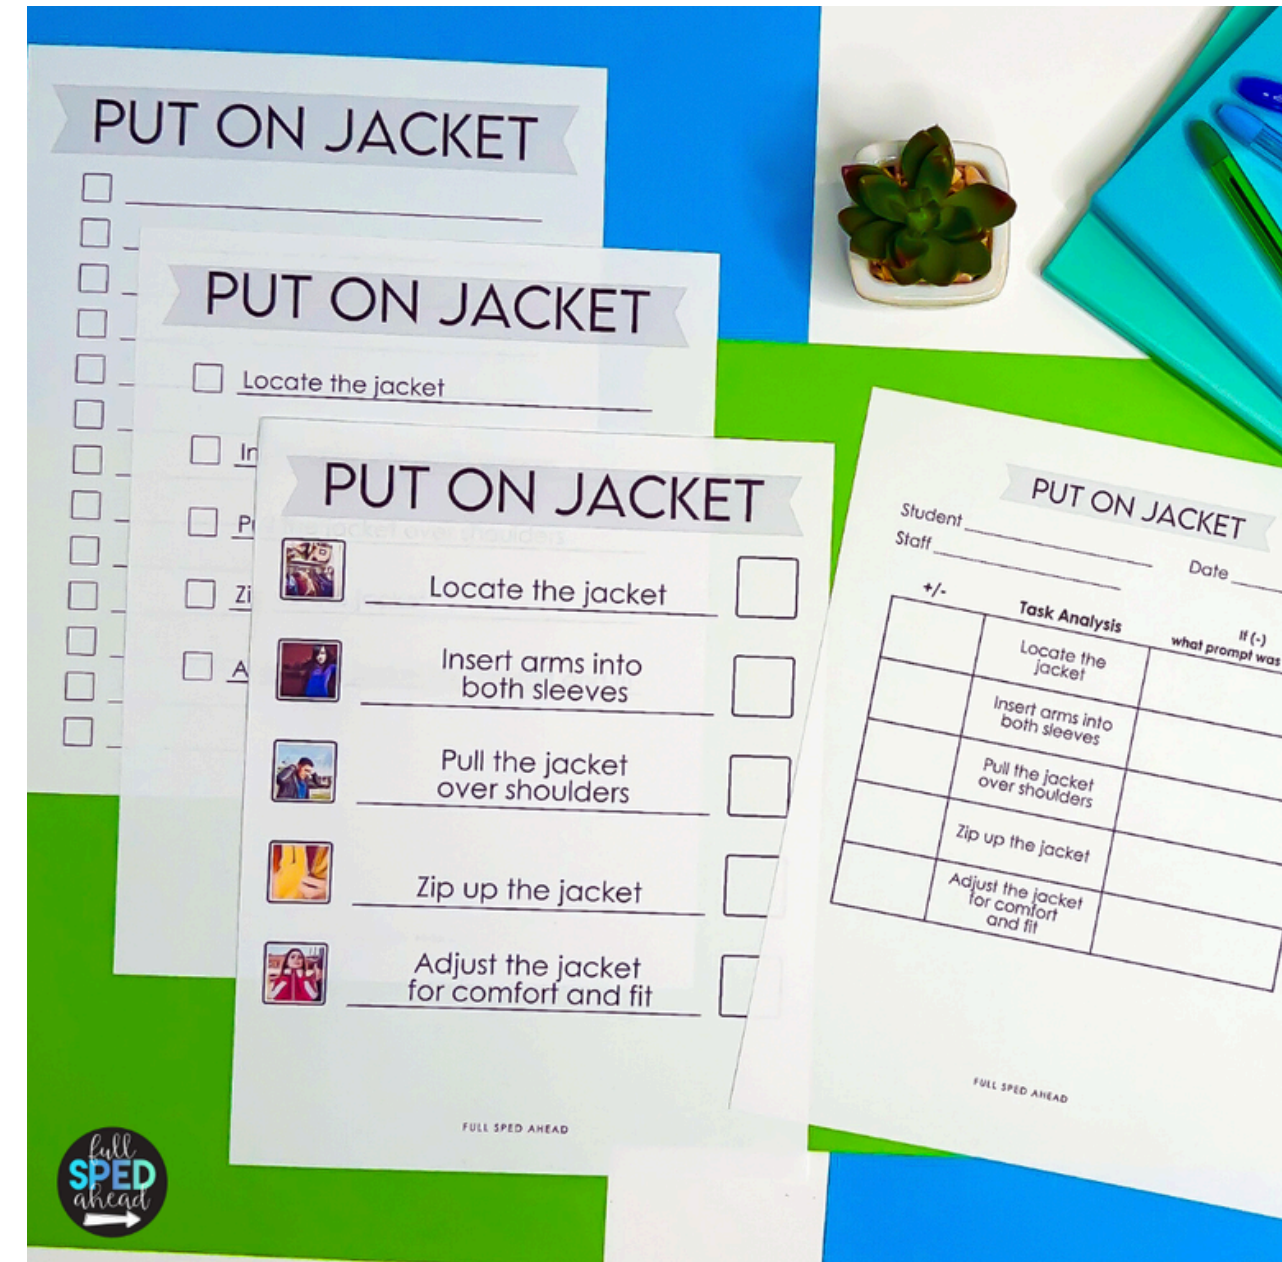 PUT ON JACKET
PUT ON JACKET
Locate the jacket
PUT ON JACKET
Locate the jacket
Insert arms into
both sleeves
Pull the jacket
over shoulders
Zip up the jacket
Adjust the jacket
for comfort and fit
FULL SPED AHEAD
PUT ON JACKET
Student
Date
Staff
+/-
Task Analysis
If (-)
what prompt was
Locate the
jacket
Insert arms into
both sleeves
Pull the jacket
over shoulders
Zip up the jacket
Adjust the jacket
for comfort
and fit
FULL SPED AHEAD
full
SPED
ahead